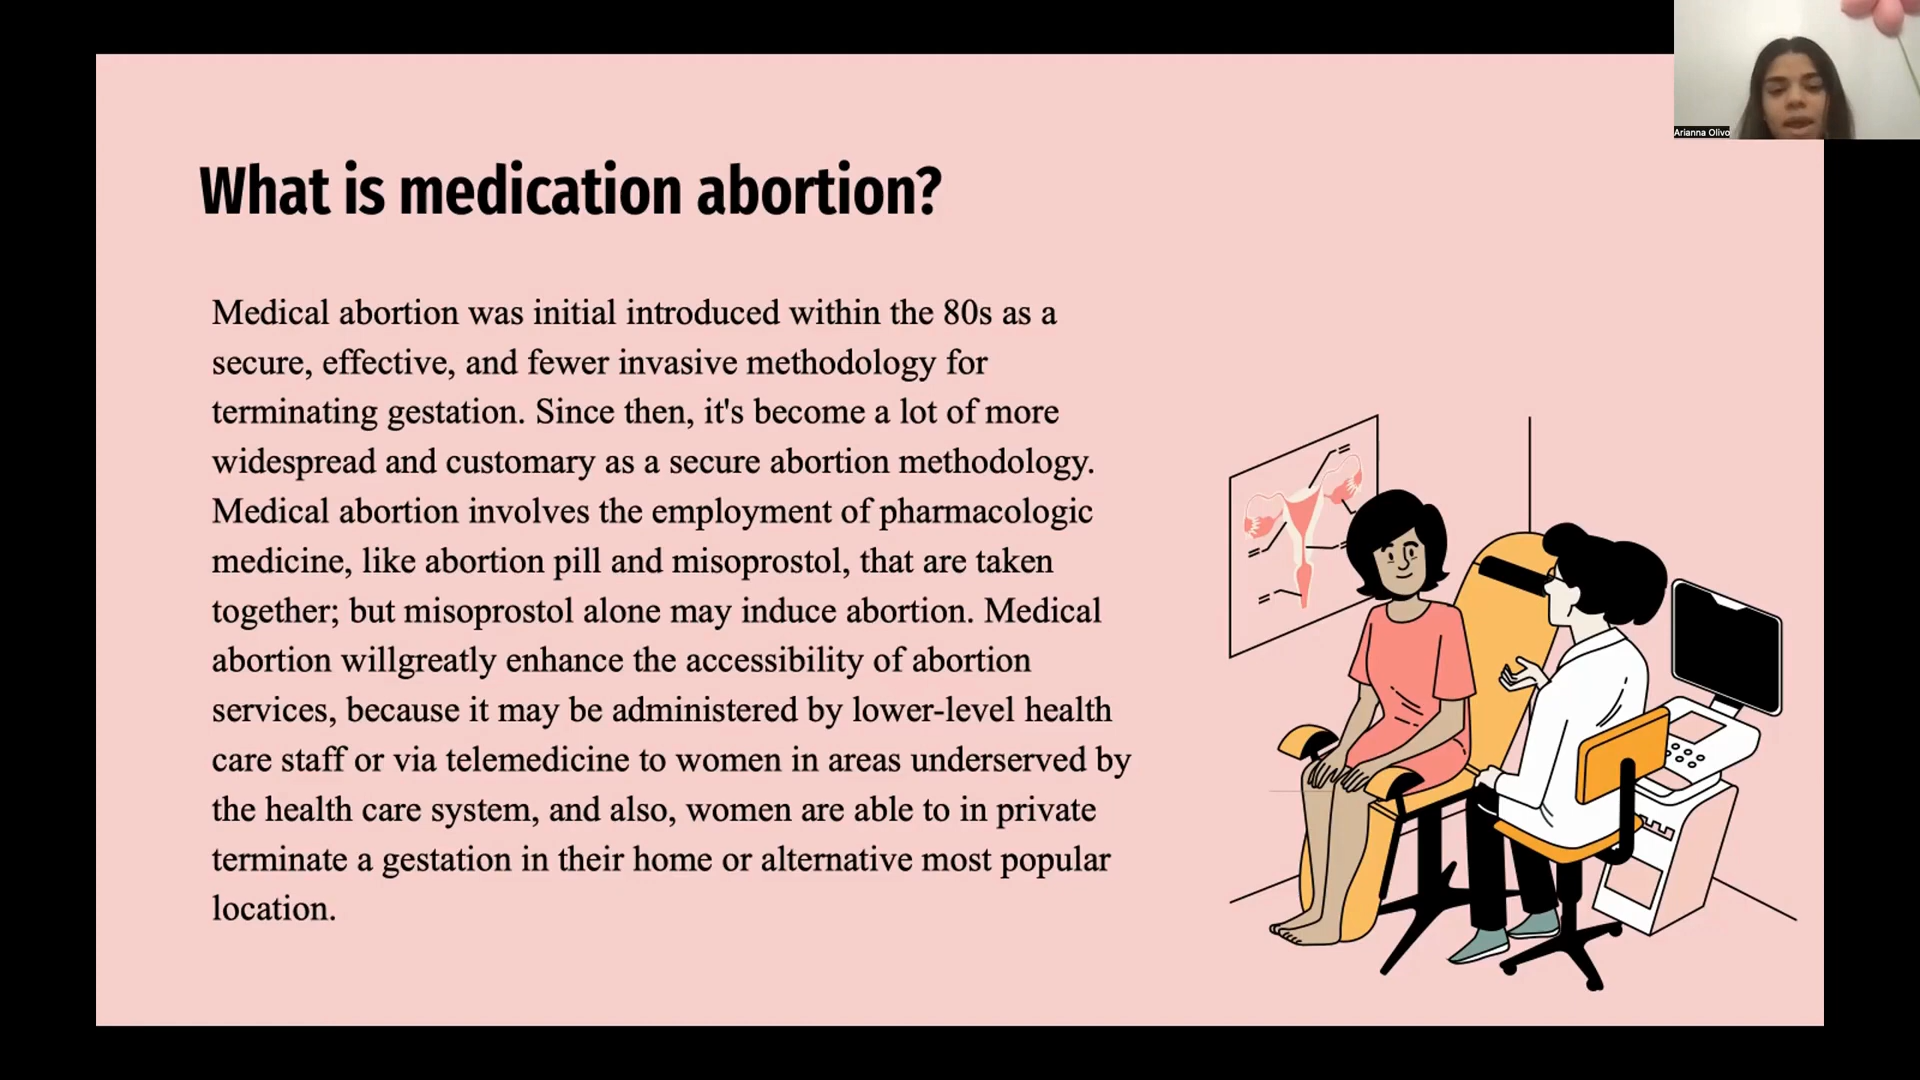 What is medication abortion?
Medical abortion was initial introduced within the 80s as a
secure, effective, and fewer invasive methodology for
terminating gestation. Since then, it's become a lot of more
widespread and customary as a secure abortion methodology.
Medical abortion involves the employment of pharmacologic
medicine, like abortion pill and misoprostol, that are taken
together; but misoprostol alone may induce abortion. Medical
abortion willgreatly enhance the accessibility of abortion
services, because it may be administered by lower-level health
care staff or via telemedicine to women in areas underserved by
the health care system, and also, women are able to in private
terminate a gestation in their home or alternative most popular
location.
Arianna Olivo